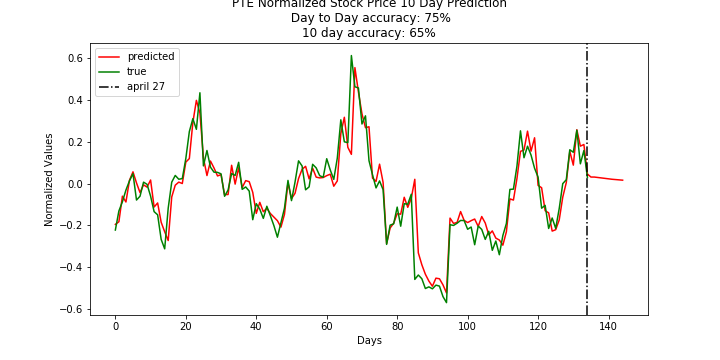 PTE Normalized Stock Price 10 Day Prediction
Day to Day accuracy: 75%
10 day accuracy: 65%
predicted
true
april 27
Normalized Values
0.6
0.4
0.2
0.0
−0.2
−0.4
−0.6
0 20 40 60 80 100 120 140
Days